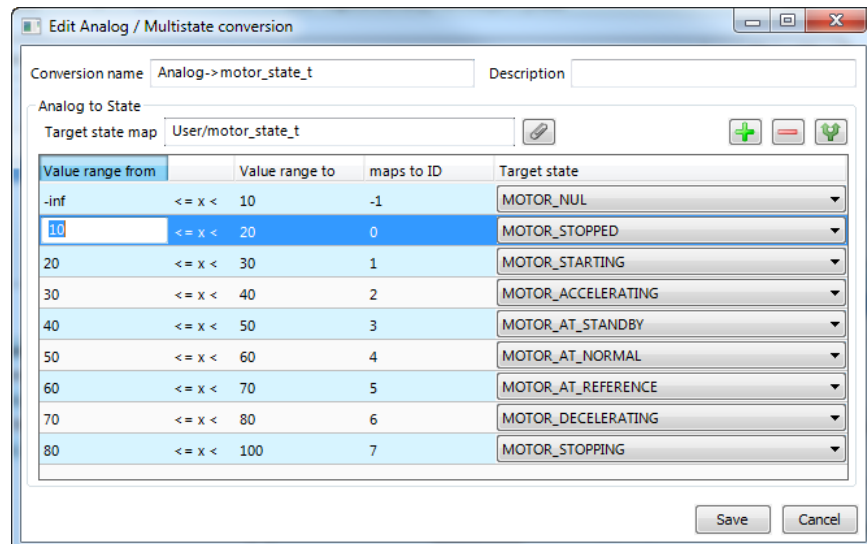 Edit Analog / Multistate conversion
Conversion name Analog->motor_state_t Description
Analog to State
Target state map User/motor_state_t
Value range from Value range to maps to ID Target state
-inf < = x < 10 -1 MOTOR_NUL
10 < = x < 20 0 MOTOR_STOPPED
20 < = x < 30 1 MOTOR_STARTING
30 < = x < 40 2 MOTOR_ACCELERATING
40 < = x < 50 3 MOTOR_AT_STANDBY
50 < = x < 60 4 MOTOR_AT_NORMAL
60 < = x < 70 5 MOTOR_AT_REFERENCE
70 < = x < 80 6 MOTOR_DECELERATING
80 < = x < 100 7 MOTOR_STOPPING
Save Cancel